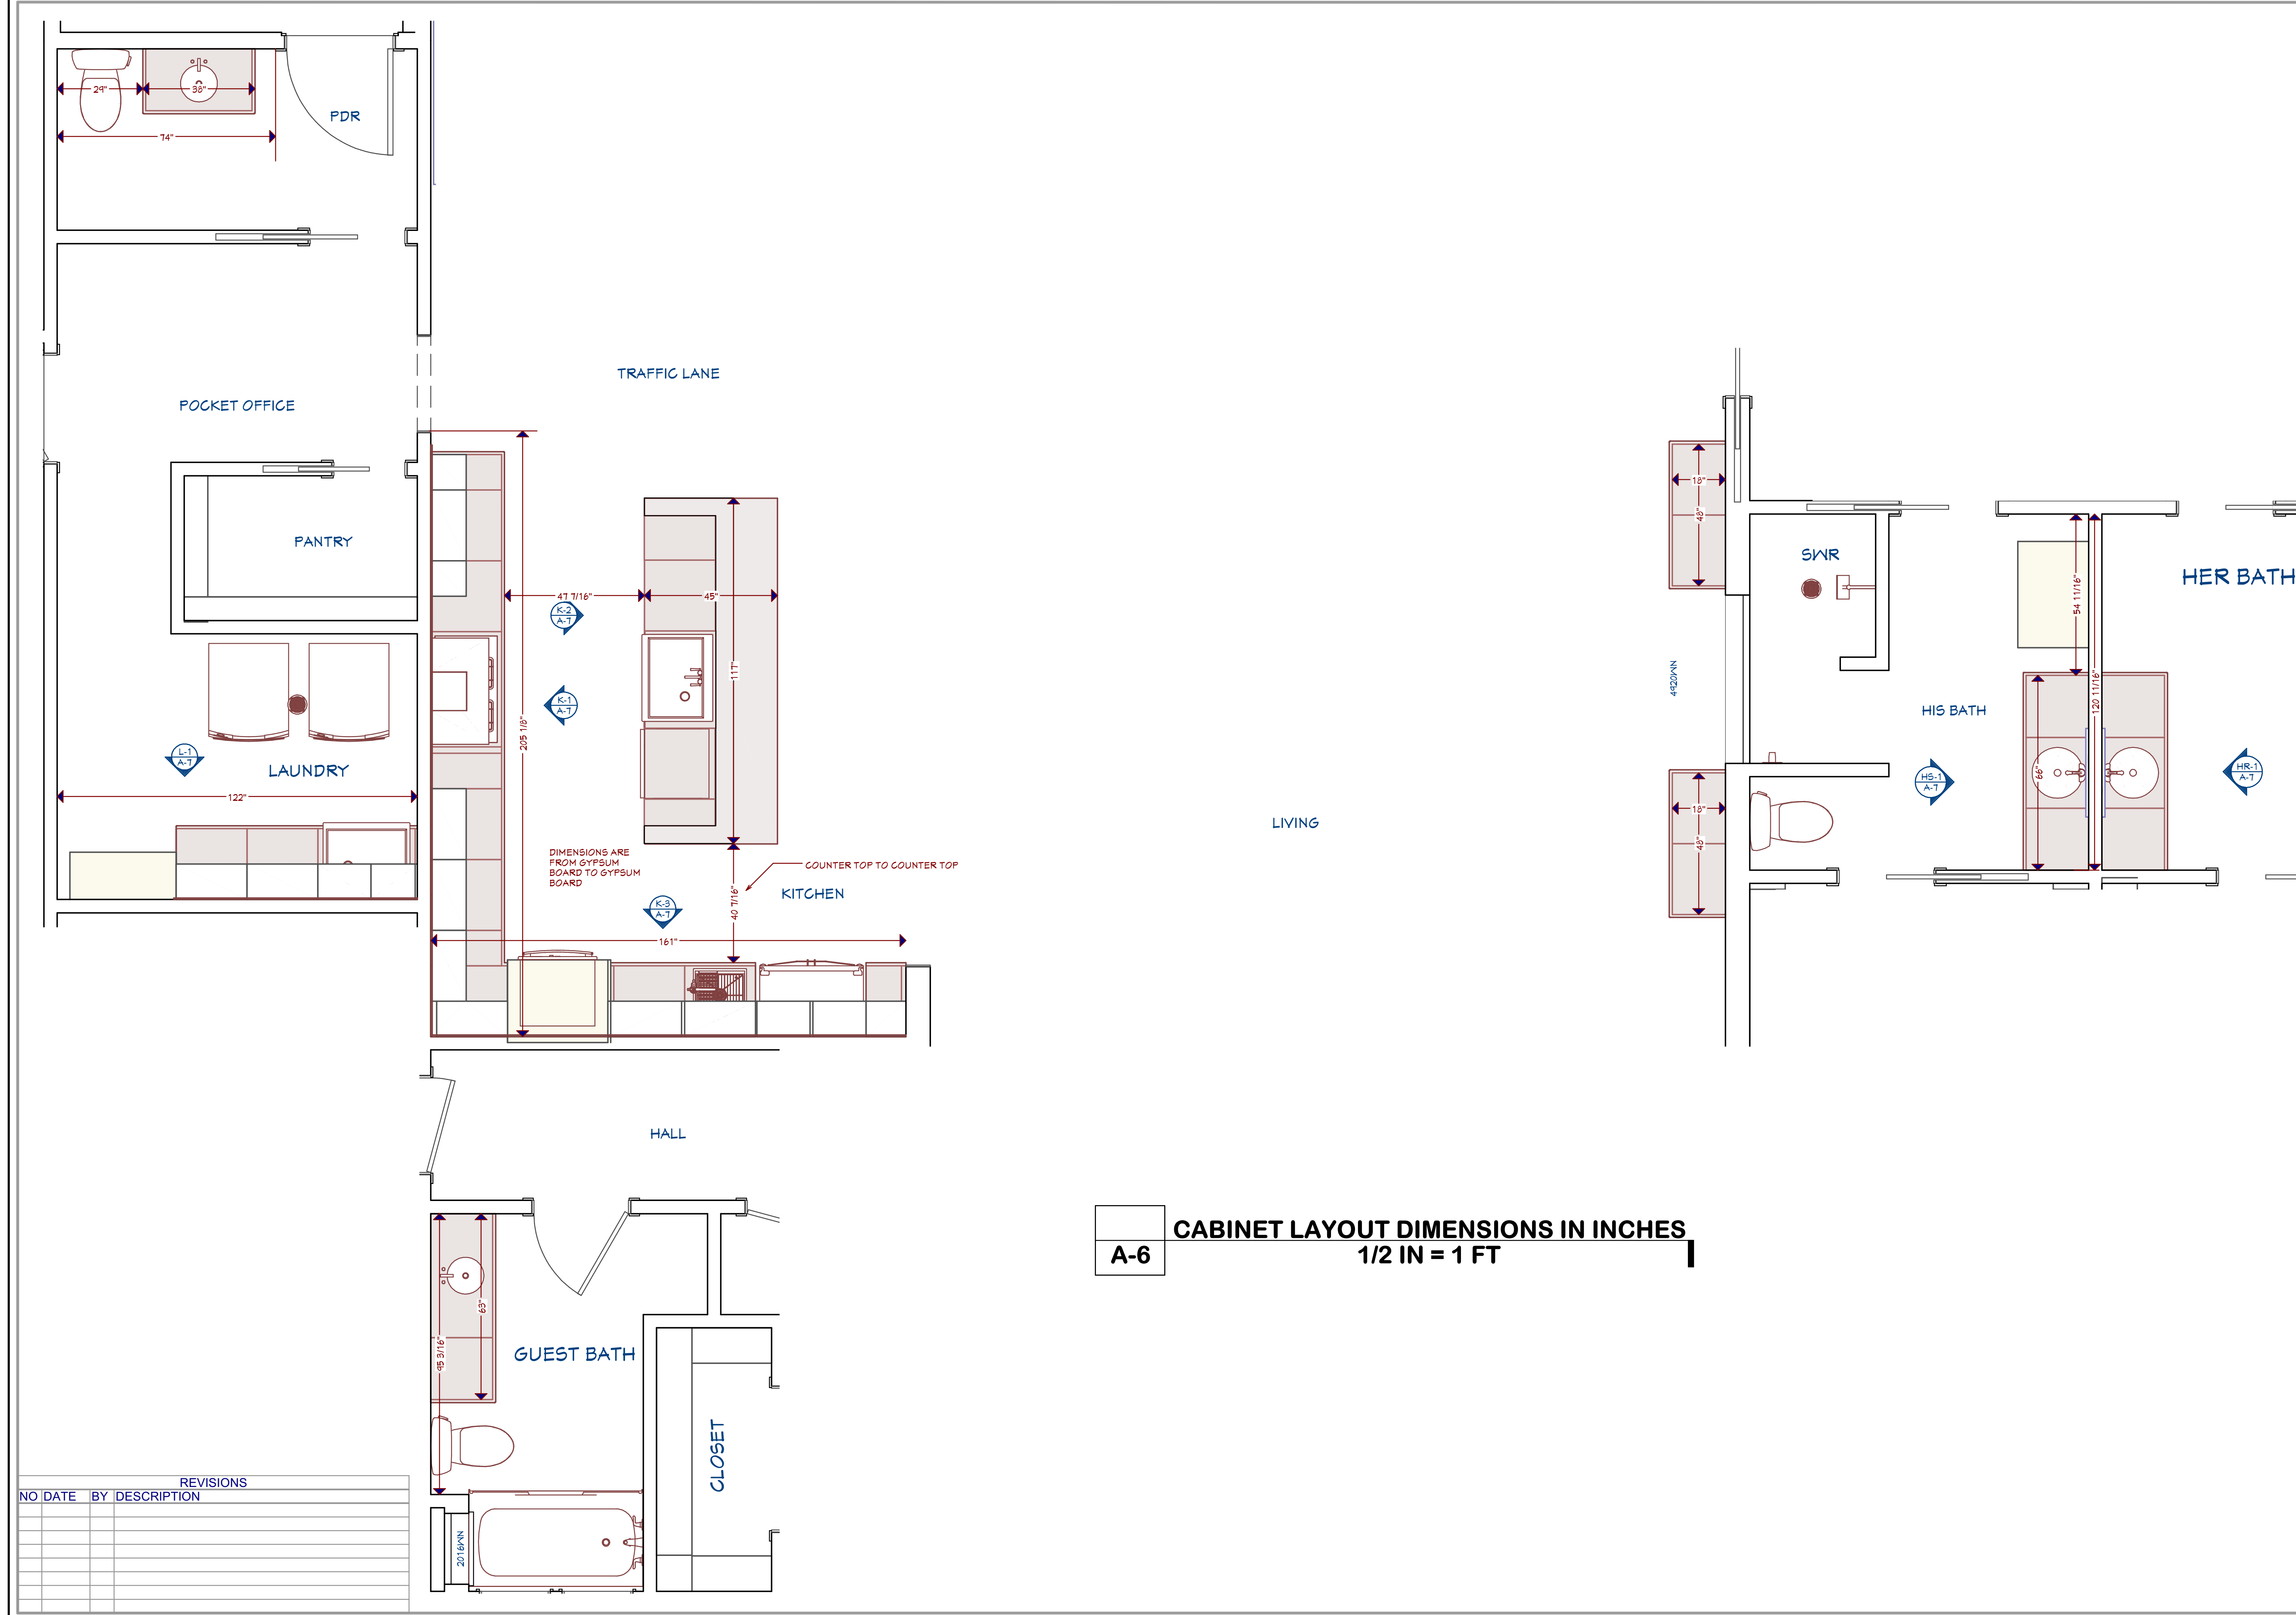 29"
38"
PDR
74"
TRAFFIC LANE
POCKET OFFICE
18"
48"
PANTRY
SWR
HER BATH
54 11/16"
47 7/16"
45"
K-2
A-7
117"
4920WN
120 11/16"
K-1
A-7
HIS BATH
205 1/8"
L-1
A-7
LAUNDRY
HS-1
A-7
66"
HR-1
A-7
122"
LIVING
18"
48"
DIMENSIONS ARE
FROM GYPSUM
BOARD TO GYPSUM
BOARD
COUNTER TOP TO COUNTER TOP
KITCHEN
40 7/16"
K-3
A-7
161"
HALL
CABINET LAYOUT DIMENSIONS IN INCHES
A-6
1/2 IN = 1 FT
63"
95 3/16"
GUEST BATH
CLOSET
2016WN
REVISIONS
NO DATE BY DESCRIPTION